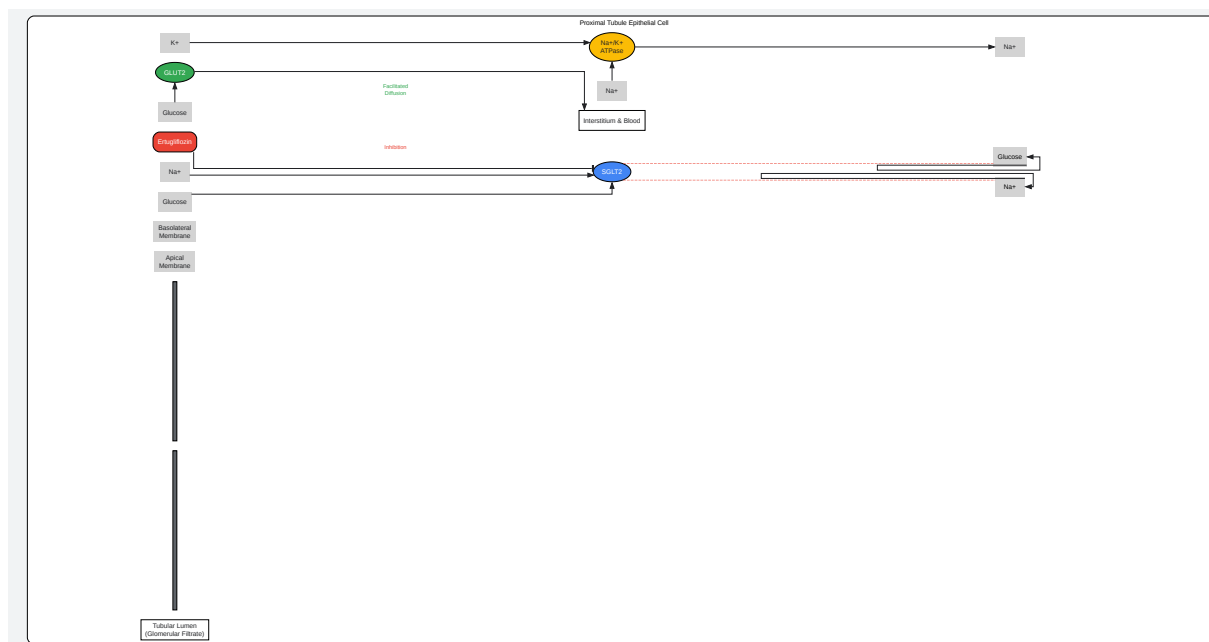 Proximal Tubule Epithelial Cell
K+
Na+/K+
ATPase
Na+
GLUT2
Facilitated
Diffusion
Na+
Glucose
Interstitium & Blood
Ertugliflozin
Inhibition
Glucose
Na+
SGLT2
Na+
Glucose
Basolateral
Membrane
Apical
Membrane
Tubular Lumen
(Glomerular Filtrate)